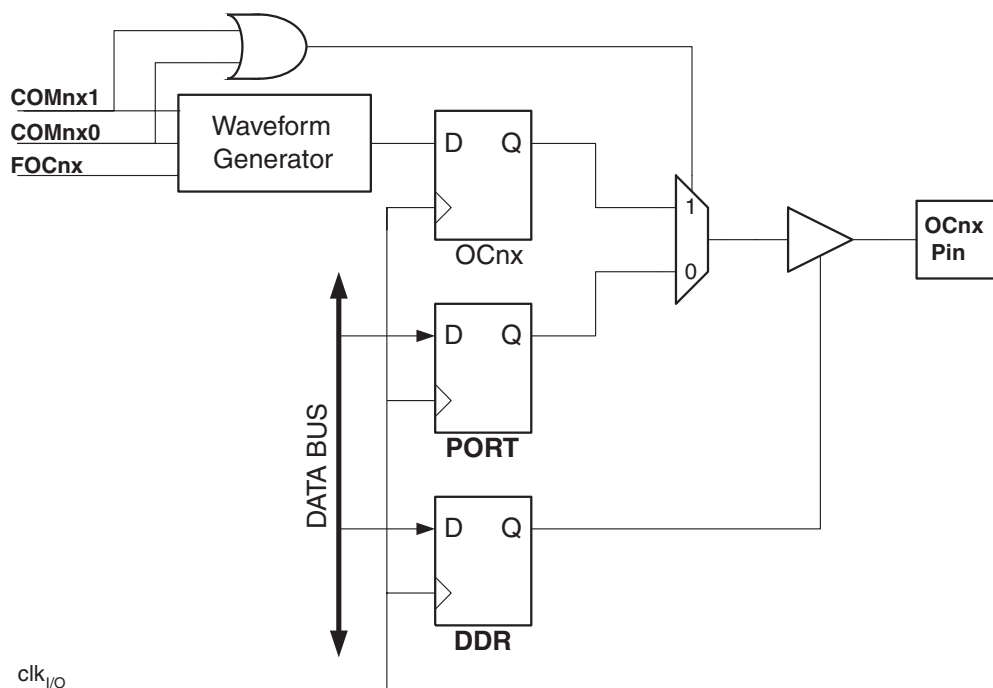 COMnx1
COMnx0
FOCnx
Waveform
Generator
D Q
OCnx
1
0
OCnx
Pin
D Q
PORT
DATA BUS
D Q
DDR
clkI/O